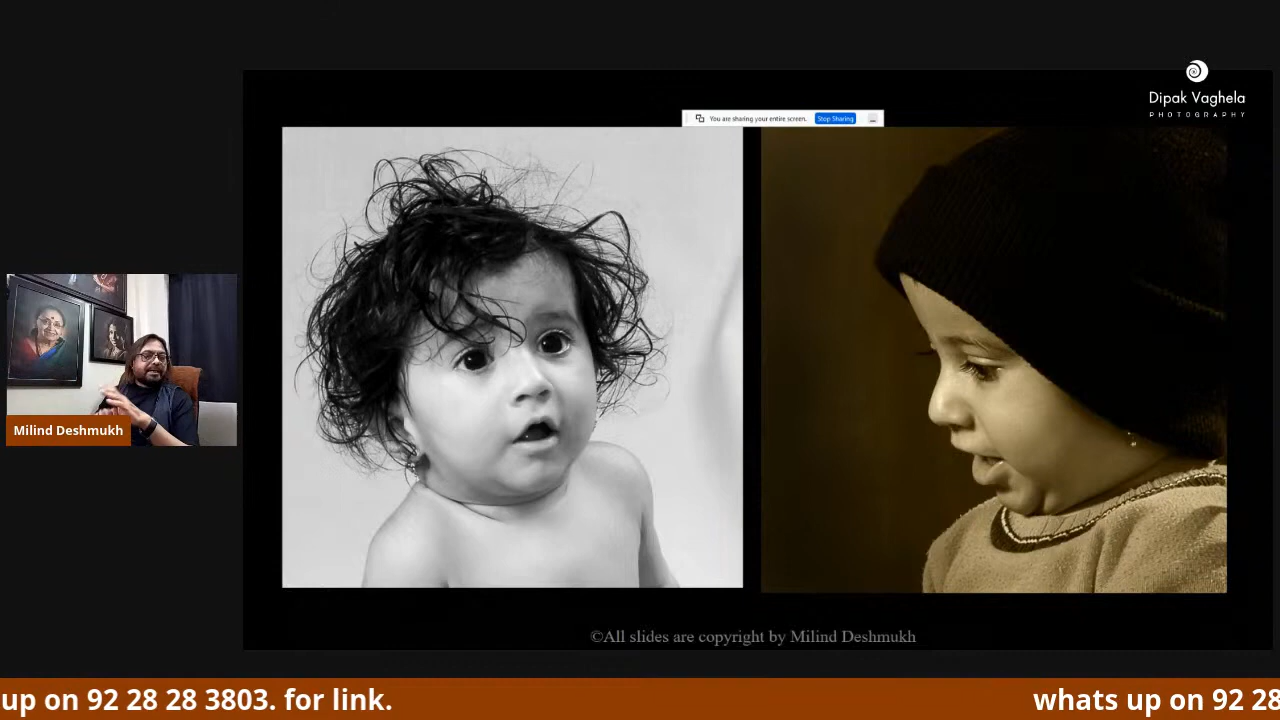 Dipak Vaghela
PHOTOGRAPHY
You are sharing your entire screen.
Stop Sharing
Milind Deshmukh
©All slides are copyright by Milind Deshmukh
up on 92 28 28 3803. for link.
whats up on 92 28